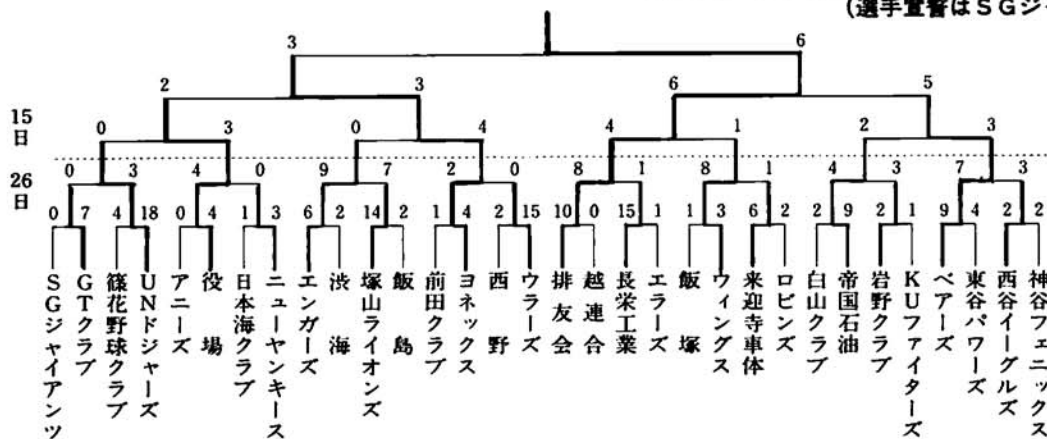 (選手宣誓はSGジャ
3 6
2 3 6 5
15日
0 3 0 4 4 1 2 3
26日
0 3 4 0 9 7 2 0 8 1 8 1 4 3 7 3
0 7 4 18 0 4 1 3 6 2 14 2 1 4 2 15 10 0 15 1 1 3 6 2 2 9 2 1 9 4 2 2
SGジャイアンツ
GTクラブ
篠花野球クラブ
UNドジャーズ
アニーズ
役場
日本海クラブ
ニューヤンキース
エンガーズ
渋海
塚山ライオンズ
飯島
前田クラブ
ヨネックス
西野
ウラーズ
排友会
越連合
長栄工業
エラーズ
飯塚
ウィングス
来迎寺車体
ロビンズ
白山クラブ
帝国石油
岩野クラブ
KUファイターズ
ベアーズ
東谷パワーズ
西谷イーグルズ
神谷フェニックス